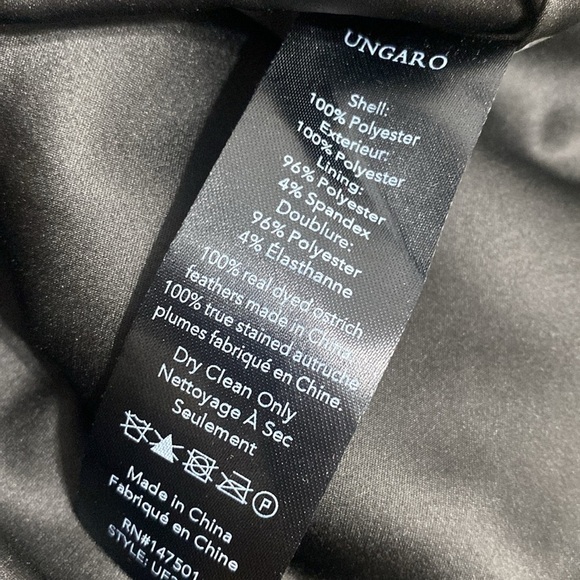 UNGARO
Shell:
100% Polyester
Exterieur:
100% Polyester
Lining:
96% Polyester
4% Spandex
Doublure:
96% Polyester
4% Élasthanne
100% real dyed ostrich
feathers made in China.
100% true stained autruche
plumes fabriqué en Chine.
Dry Clean Only
Nettoyage À Sec
Seulement
P
Made in China
Fabriqué en Chine
RN#147501
STYLE: